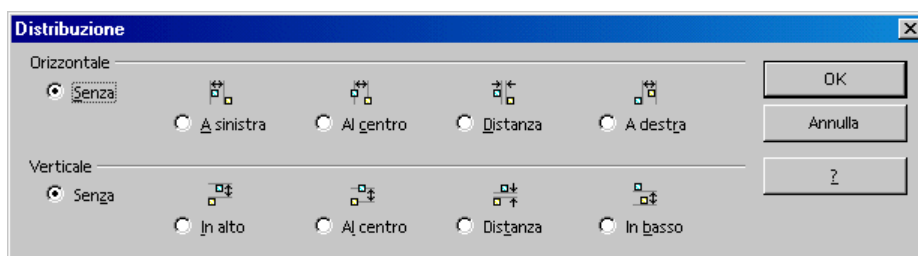 Distribuzione
Orizzontale
Senza
A sinistra
Al centro
Distanza
A destra
OK
Annulla
Verticale
Senza
In alto
Al centro
Distanza
In basso
?